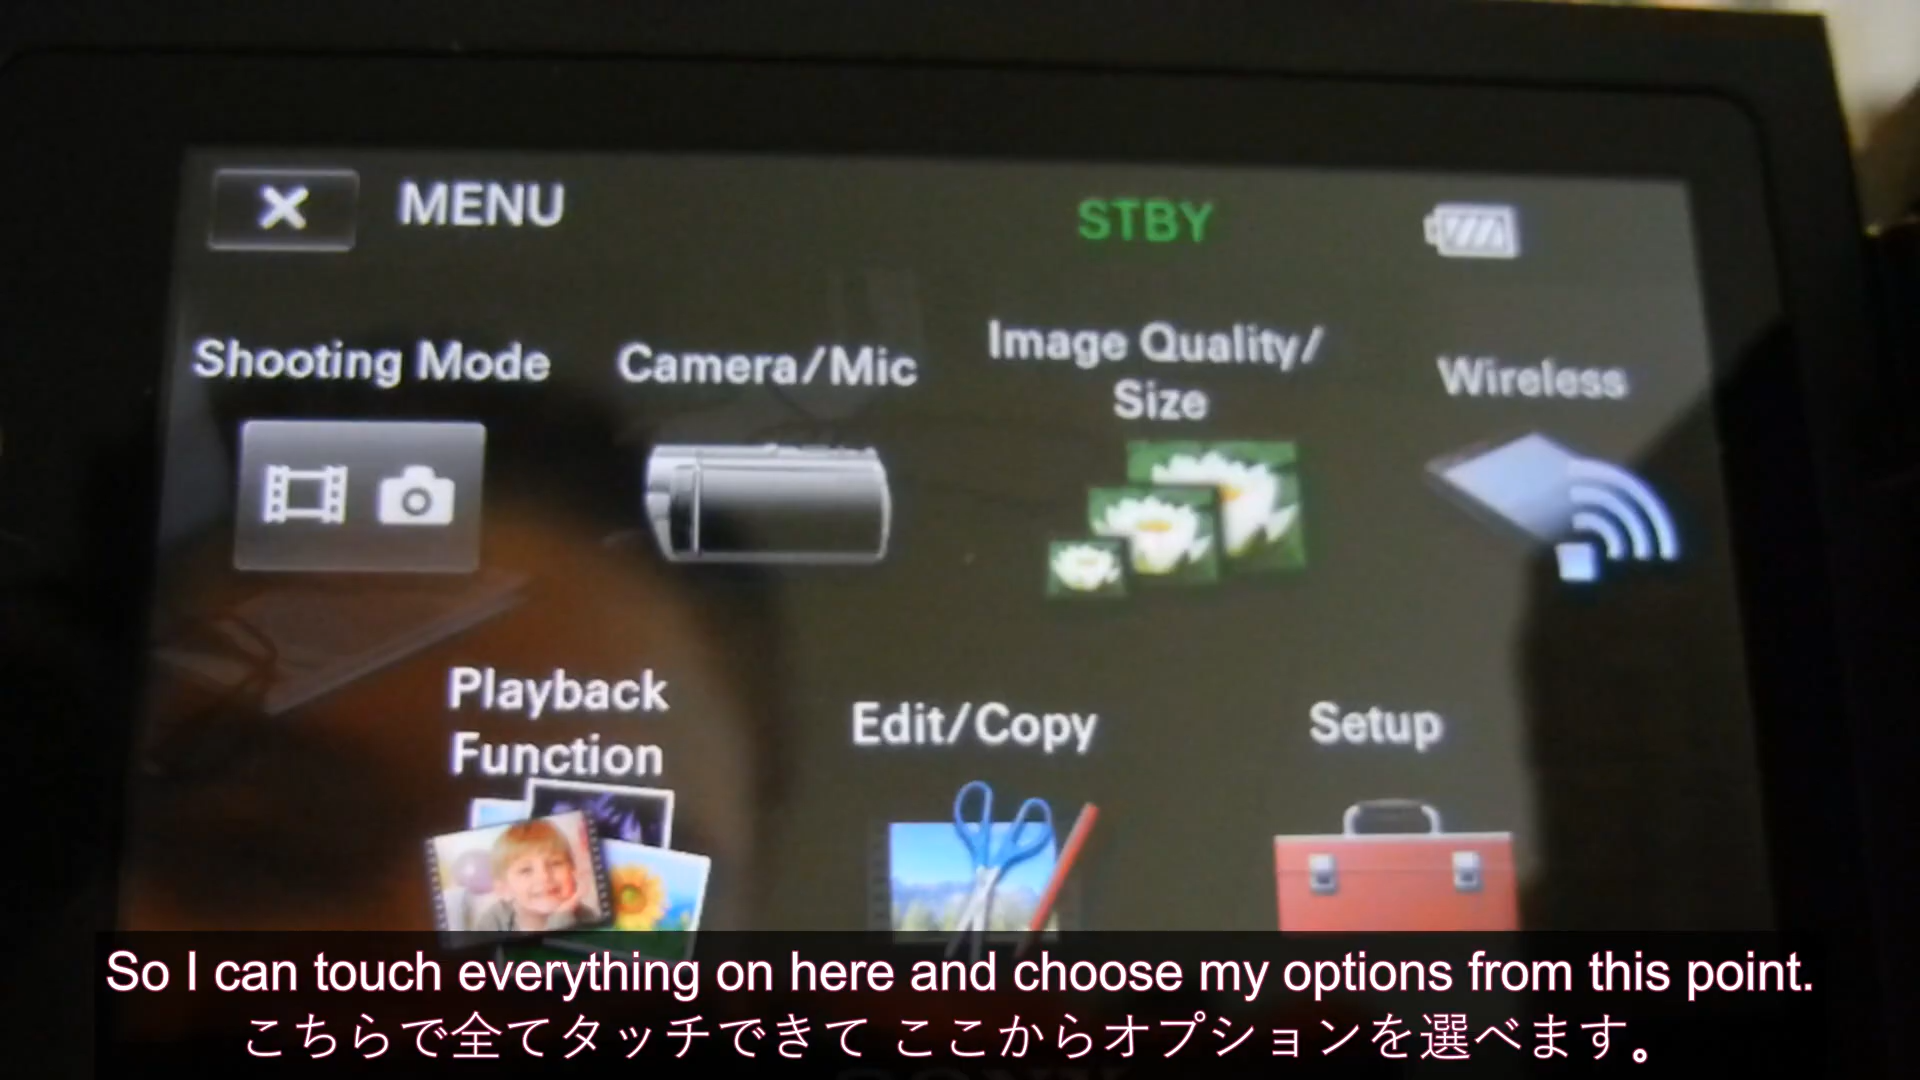 MENU
STBY
Shooting Mode
Camera/Mic
Image Quality/
Size
Wireless
Playback
Function
Edit/Copy
Setup
So I can touch everything on here and choose my options from this point.
こちらで全てタッチできて ここからオプションを選べます。